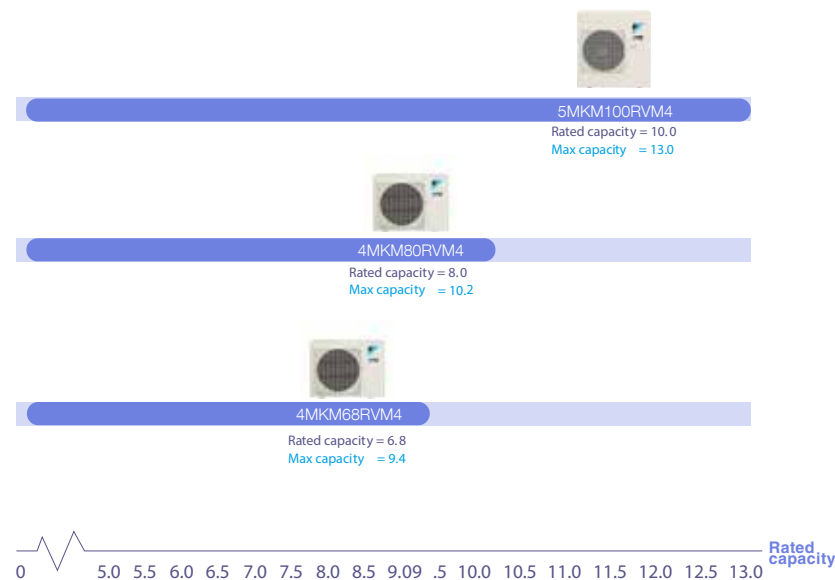 5MKM100RVM4
Rated capacity = 10.0
Max capacity = 13.0
4MKM80RVM4
Rated capacity = 8.0
Max capacity = 10.2
4MKM68RVM4
Rated capacity = 6.8
Max capacity = 9.4
Rated
capacity
0 5.0 5.5 6.0 6.5 7.0 7.5 8.0 8.5 9.09 .5 10.0 10.5 11.0 11.5 12.0 12.5 13.0